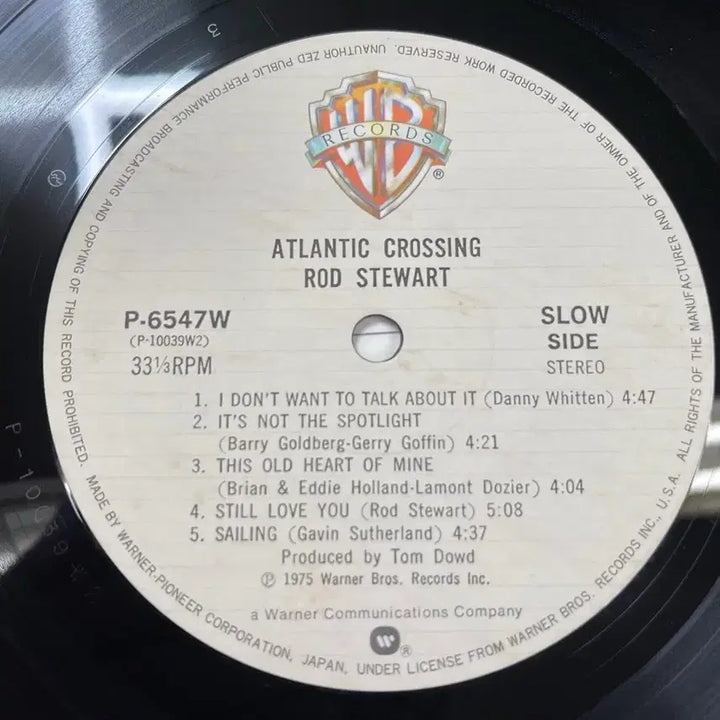 WB
RECORDS
®
ATLANTIC CROSSING
ROD STEWART
P-6547W
(P-10039W2)
33⅓RPM
SLOW
SIDE
STEREO
1. I DON'T WANT TO TALK ABOUT IT (Danny Whitten) 4:47
2. IT'S NOT THE SPOTLIGHT
(Barry Goldberg-Gerry Goffin) 4:21
3. THIS OLD HEART OF MINE
(Brian & Eddie Holland-Lamont Dozier) 4:04
4. STILL LOVE YOU (Rod Stewart) 5:08
5. SAILING (Gavin Sutherland) 4:37
Produced by Tom Dowd
℗ 1975 Warner Bros. Records Inc.
a Warner Communications Company
®
MADE BY WARNER-PIONEER CORPORATION, JAPAN, UNDER LICENSE FROM WARNER BROS. RECORDS INC., U.S.A. ALL RIGHTS OF THE MANUFACTURER AND OF THE OWNER OF THE RECORDED WORK RESERVED. UNAUTHORIZED PUBLIC PERFORMANCE BROADCASTING AND COPYING OF THIS RECORD PROHIBITED.
P-10039
3